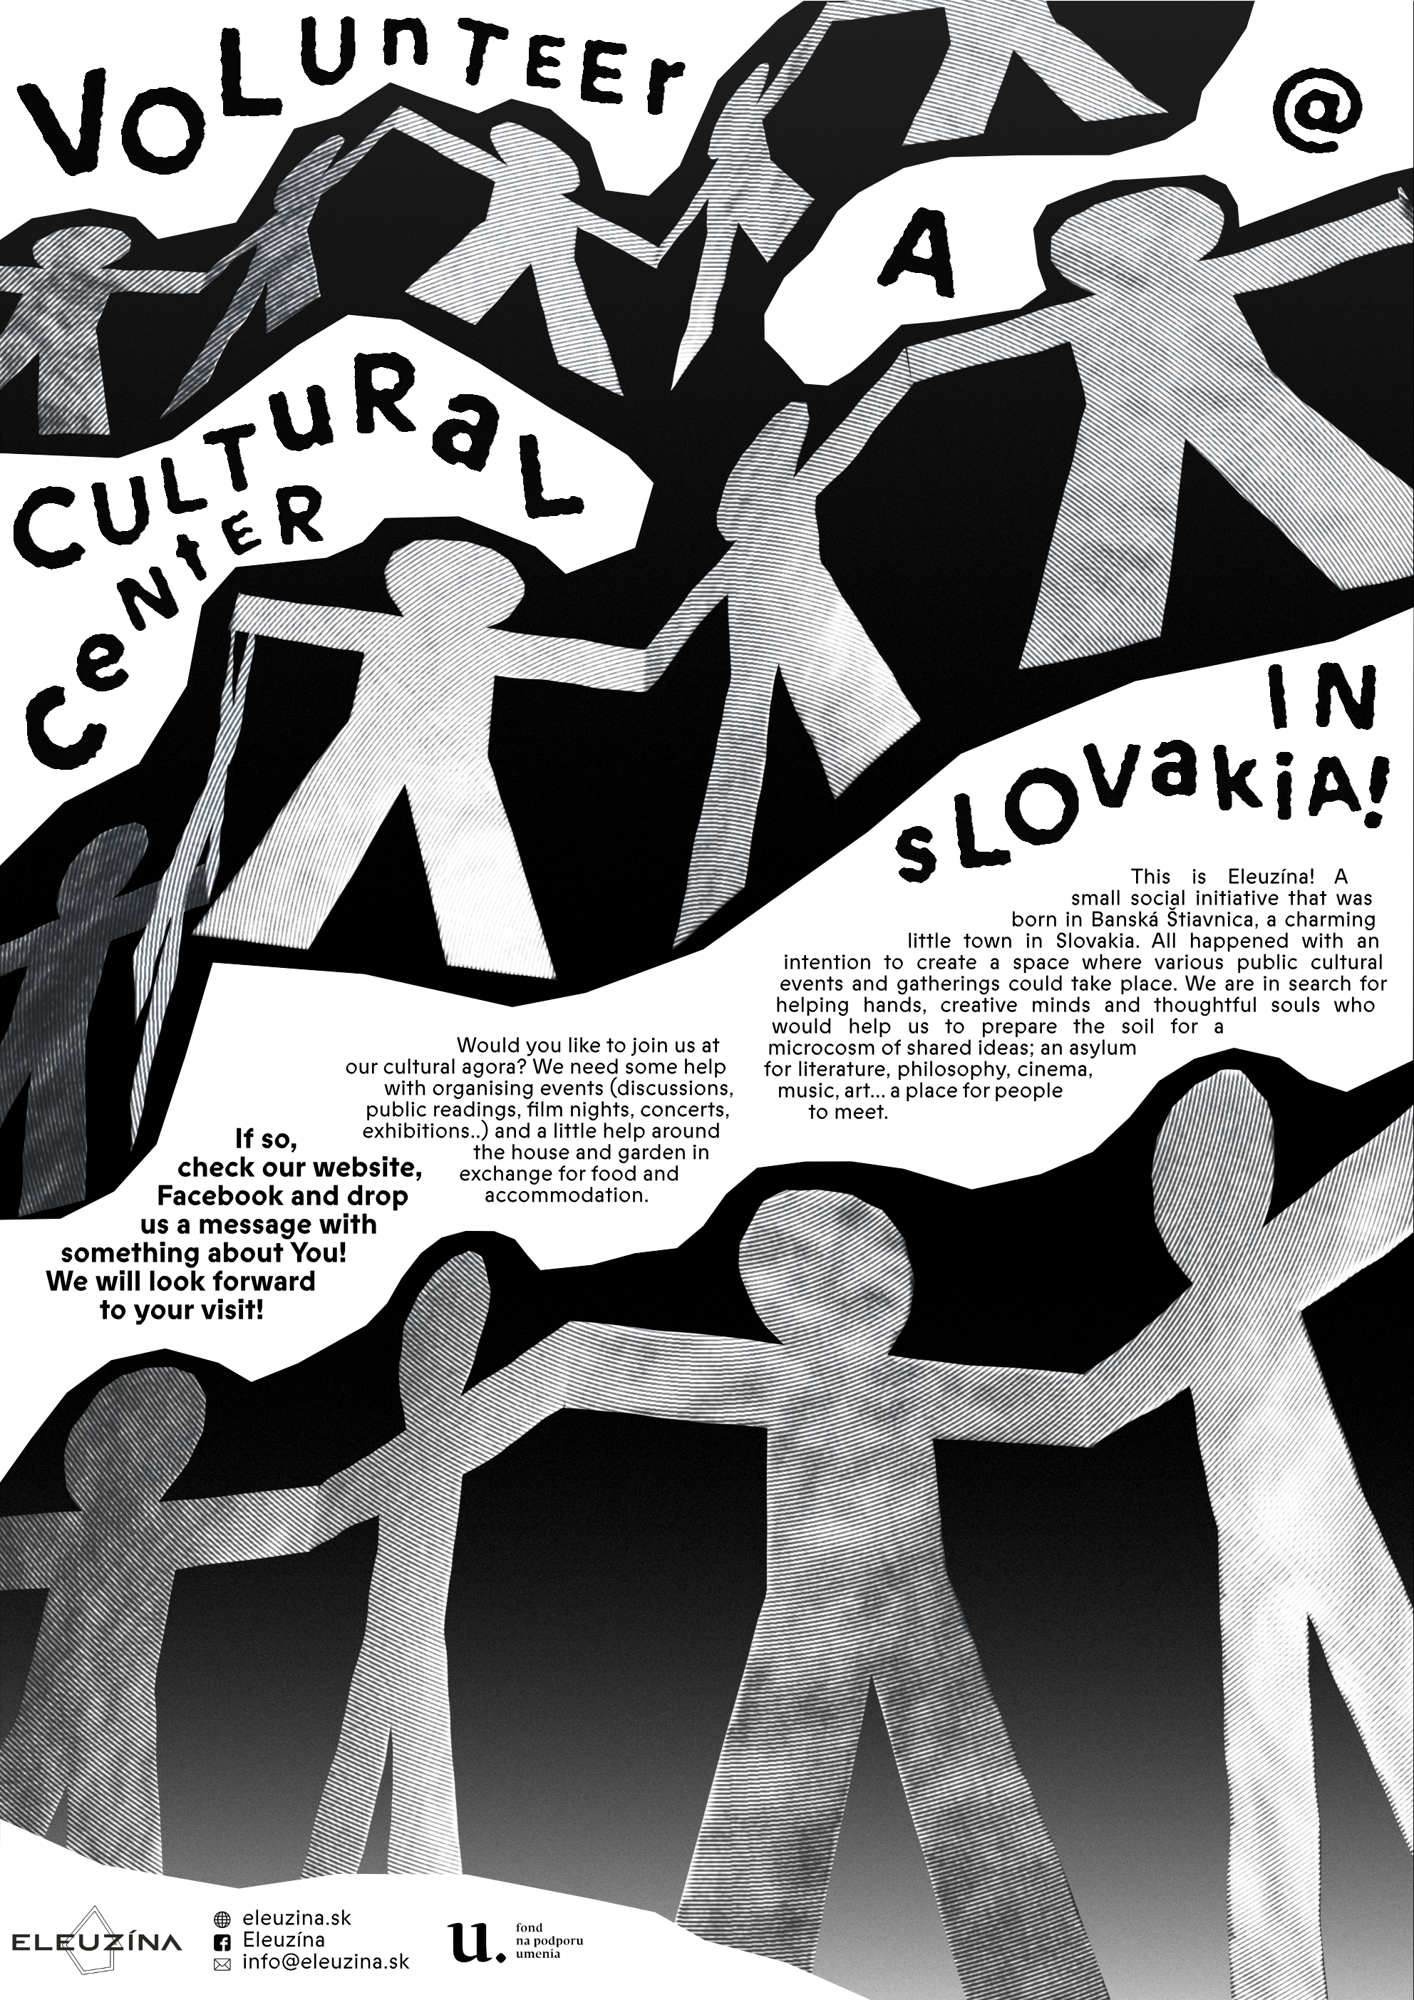 VOLUnTEEr
@
A
CULTURaL
CeNtER
IN
sLOVakiA!
This is Eleuzína! A
small social initiative that was
born in Banská Štiavnica, a charming
little town in Slovakia. All happened with an
intention to create a space where various public cultural
events and gatherings could take place. We are in search for
helping hands, creative minds and thoughtful souls who
would help us to prepare the soil for a
microcosm of shared ideas; an asylum
for literature, philosophy, cinema,
music, art... a place for people
to meet.
Would you like to join us at
our cultural agora? We need some help
with organising events (discussions,
public readings, film nights, concerts,
exhibitions..) and a little help around
the house and garden in
exchange for food and
accommodation.
If so,
check our website,
Facebook and drop
us a message with
something about You!
We will look forward
to your visit!
ELEUZÍNA
eleuzina.sk
Eleuzína
info@eleuzina.sk
u.
fond
na podporu
umenia